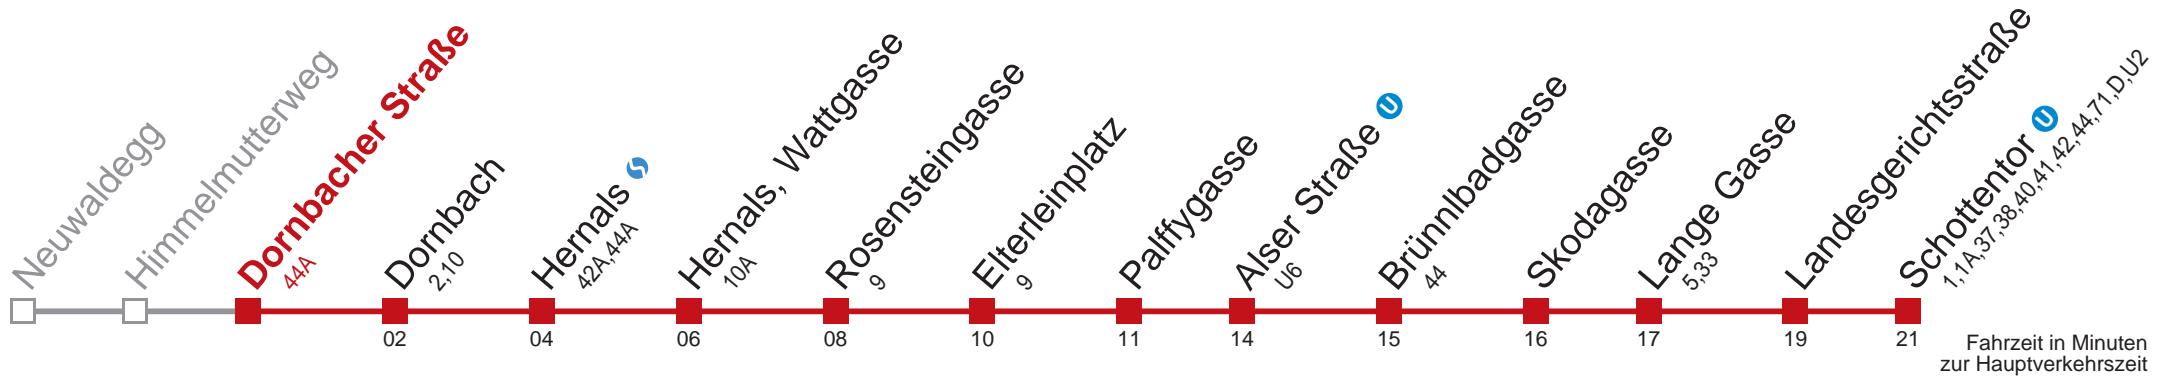 Neuwaldegg
Himmelmutterweg
Dornbacher Straße
44A
Dornbach
2,10
02
Hernals
42A,44A
04
Hernals, Wattgasse
10A
06
Rosensteingasse
9
08
Elterleinplatz
9
10
Palffygasse
11
Alser Straße U
U6
14
Brünnlbadgasse
44
15
Skodagasse
16
Lange Gasse
5,33
17
Landesgerichtsstraße
19
Schottentor U
1,1A,37,38,40,41,42,44,71,D,U2
21
Fahrzeit in Minuten
zur Hauptverkehrszeit